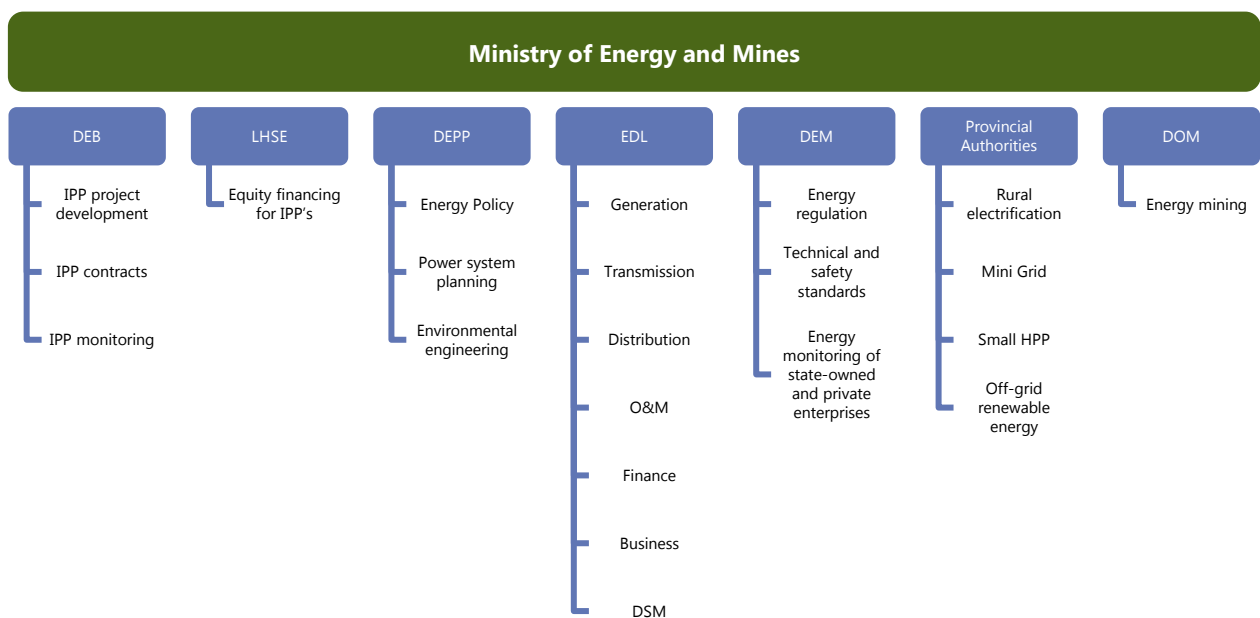 Ministry of Energy and Mines
DEB
IPP project
development
IPP contracts
IPP monitoring
LHSE
Equity financing
for IPP's
DEPP
Energy Policy
Power system
planning
Environmental
engineering
EDL
Generation
Transmission
Distribution
O&M
Finance
Business
DSM
DEM
Energy
regulation
Technical and
safety
standards
Energy
monitoring of
state-owned
and private
enterprises
Provincial
Authorities
Rural
electrification
Mini Grid
Small HPP
Off-grid
renewable
energy
DOM
Energy mining